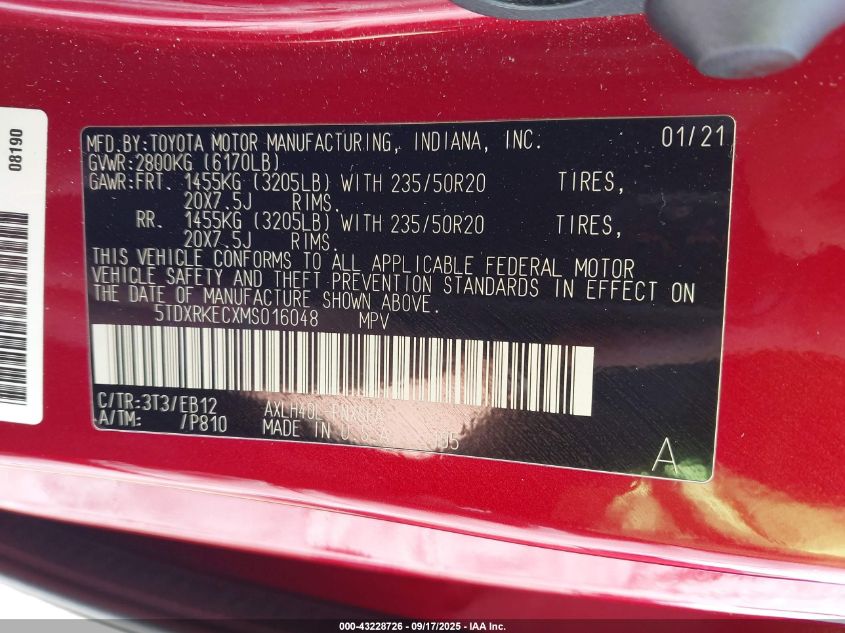 08190
MFD.BY:TOYOTA MOTOR MANUFACTURING, INDIANA, INC. 01/21
GVWR:2800KG (6170LB)
GAWR:FRT. 1455KG (3205LB) WITH 235/50R20 TIRES,
20X7.5J RIMS.
RR. 1455KG (3205LB) WITH 235/50R20 TIRES,
20X7.5J RIMS.
THIS VEHICLE CONFORMS TO ALL APPLICABLE FEDERAL MOTOR
VEHICLE SAFETY AND THEFT PREVENTION STANDARDS IN EFFECT ON
THE DATE OF MANUFACTURE SHOWN ABOVE.
5TDXRKECXMS016048 MPV
C/TR:3T3/EB12
A/TM: /P810 MADE IN
A
000-43228726 - 09/17/2025 - IAA Inc.